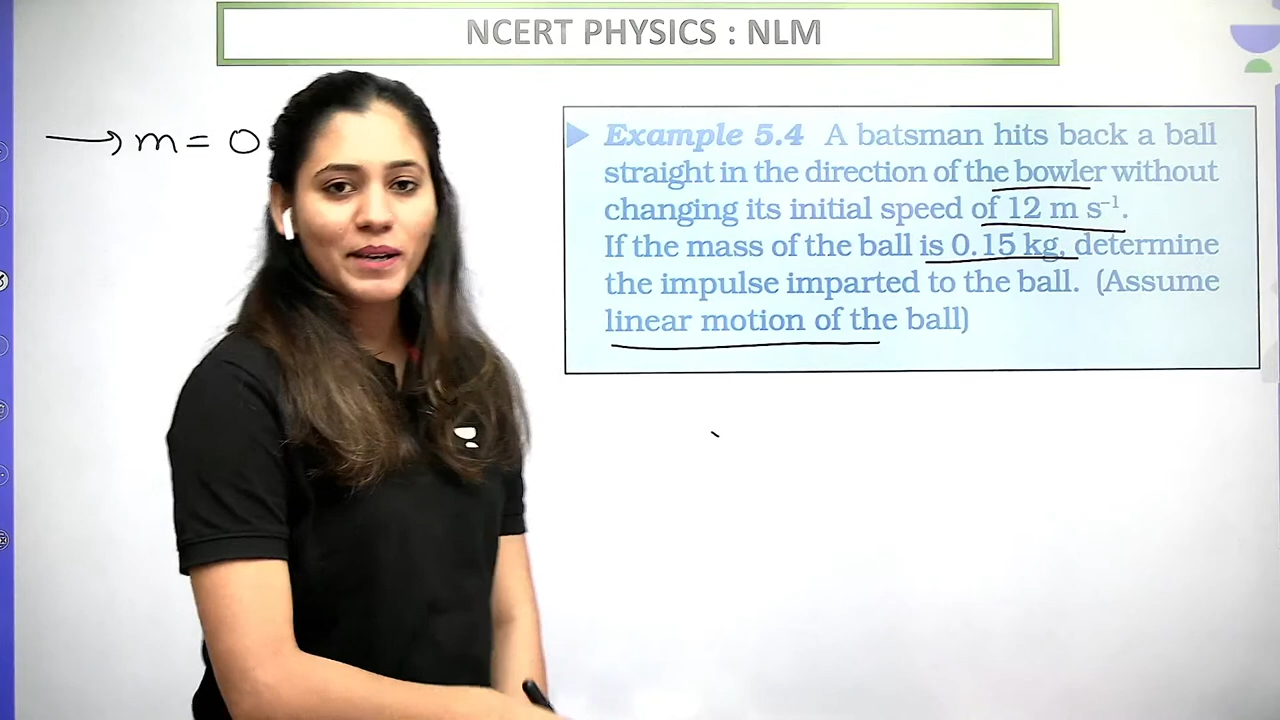 NCERT PHYSICS : NLM
→ m = 0
Example 5.4 A batsman hits back a ball
straight in the direction of the bowler without
changing its initial speed of 12 m s⁻¹.
If the mass of the ball is 0.15 kg, determine
the impulse imparted to the ball. (Assume
linear motion of the ball)